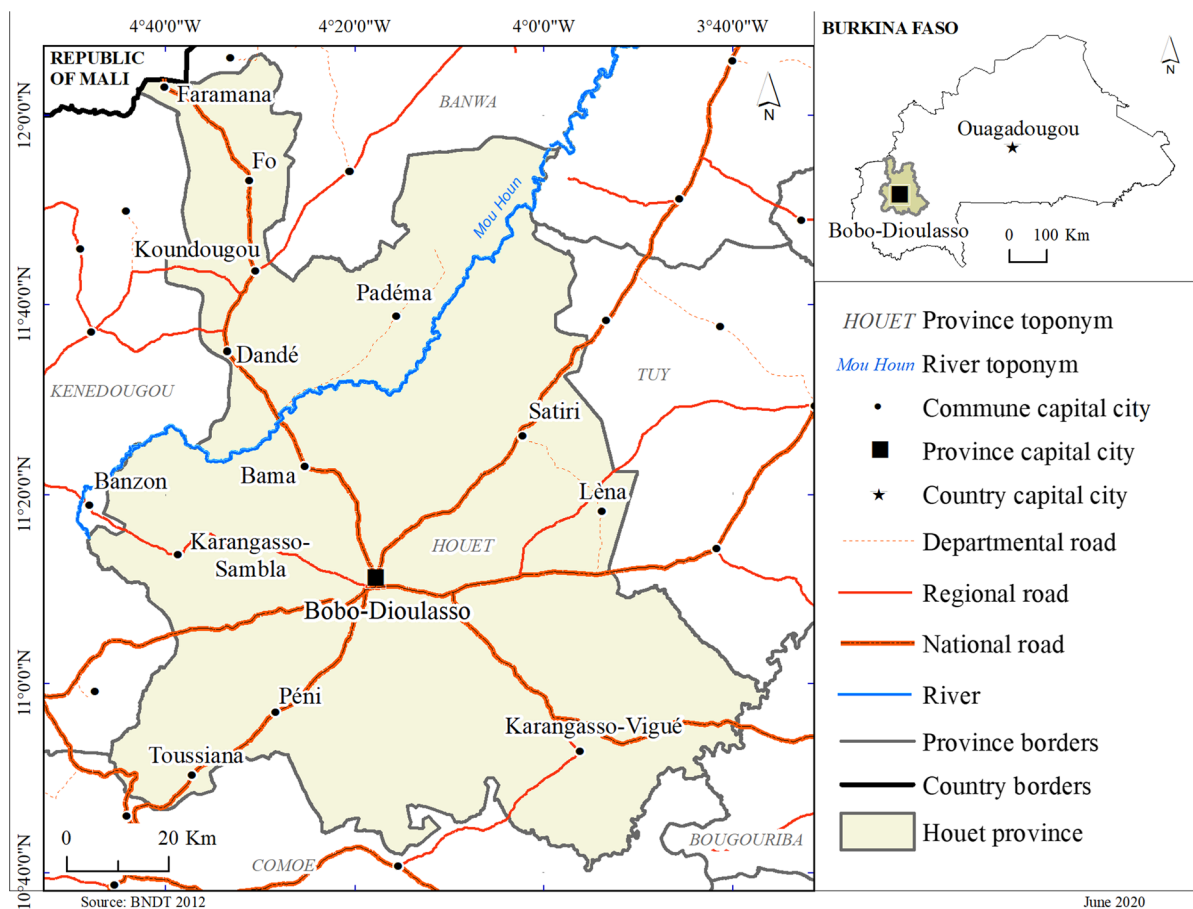 4°40'0"W
4°20'0"W
4°0'0"W
3°40'0"W
12°0'0"N
11°40'0"N
11°20'0"N
11°0'0"N
10°40'0"N
REPUBLIC
OF MALI
Faramana
BANWA
N
Fo
Mou Houn
Koundougou
Padéma
Dandé
KENEDOUGOU
TUY
Satiri
Bama
Banzon
Lèna
Karangasso-
Sambla
HOUET
Bobo-Dioulasso
Péni
Karangasso-Vigué
Toussiana
0 20 Km
COMOE
BOUGOURIBA
Source: BNDT 2012
BURKINA FASO
N
Ouagadougou
Bobo-Dioulasso
0 100 Km
HOUET Province toponym
Mou Houn River toponym
Commune capital city
Province capital city
Country capital city
Departmental road
Regional road
National road
River
Province borders
Country borders
Houet province
June 2020